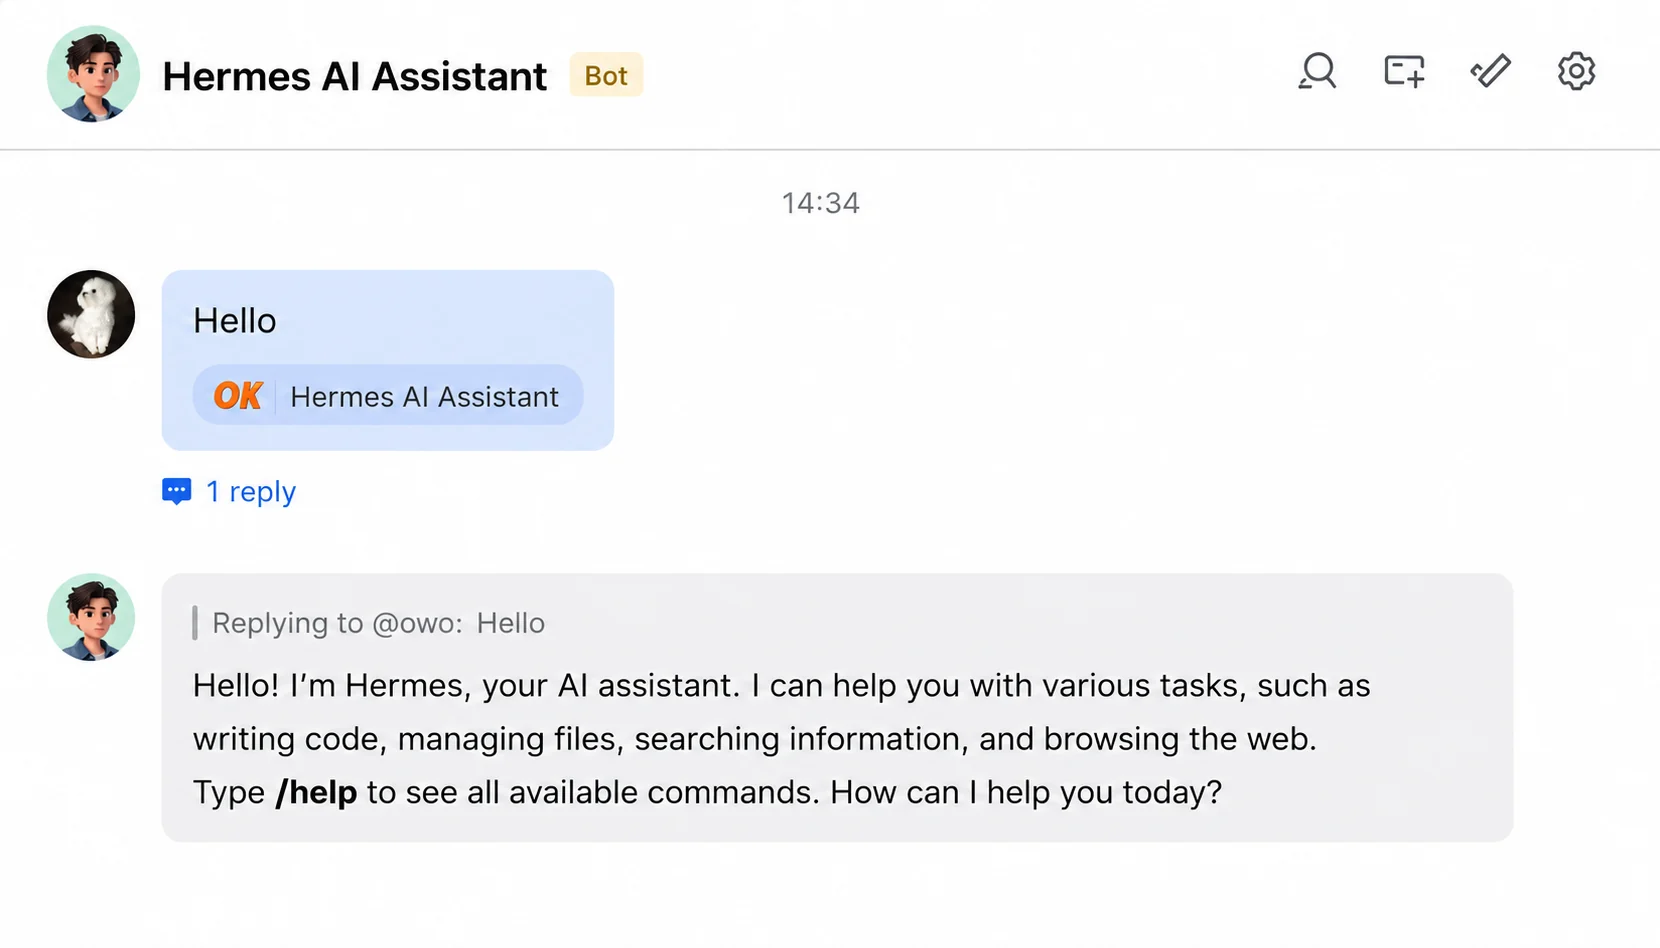 Hermes AI Assistant Bot
14:34
Hello
OK Hermes AI Assistant
1 reply
Replying to @owo: Hello
Hello! I’m Hermes, your AI assistant. I can help you with various tasks, such as
writing code, managing files, searching information, and browsing the web.
Type /help to see all available commands. How can I help you today?